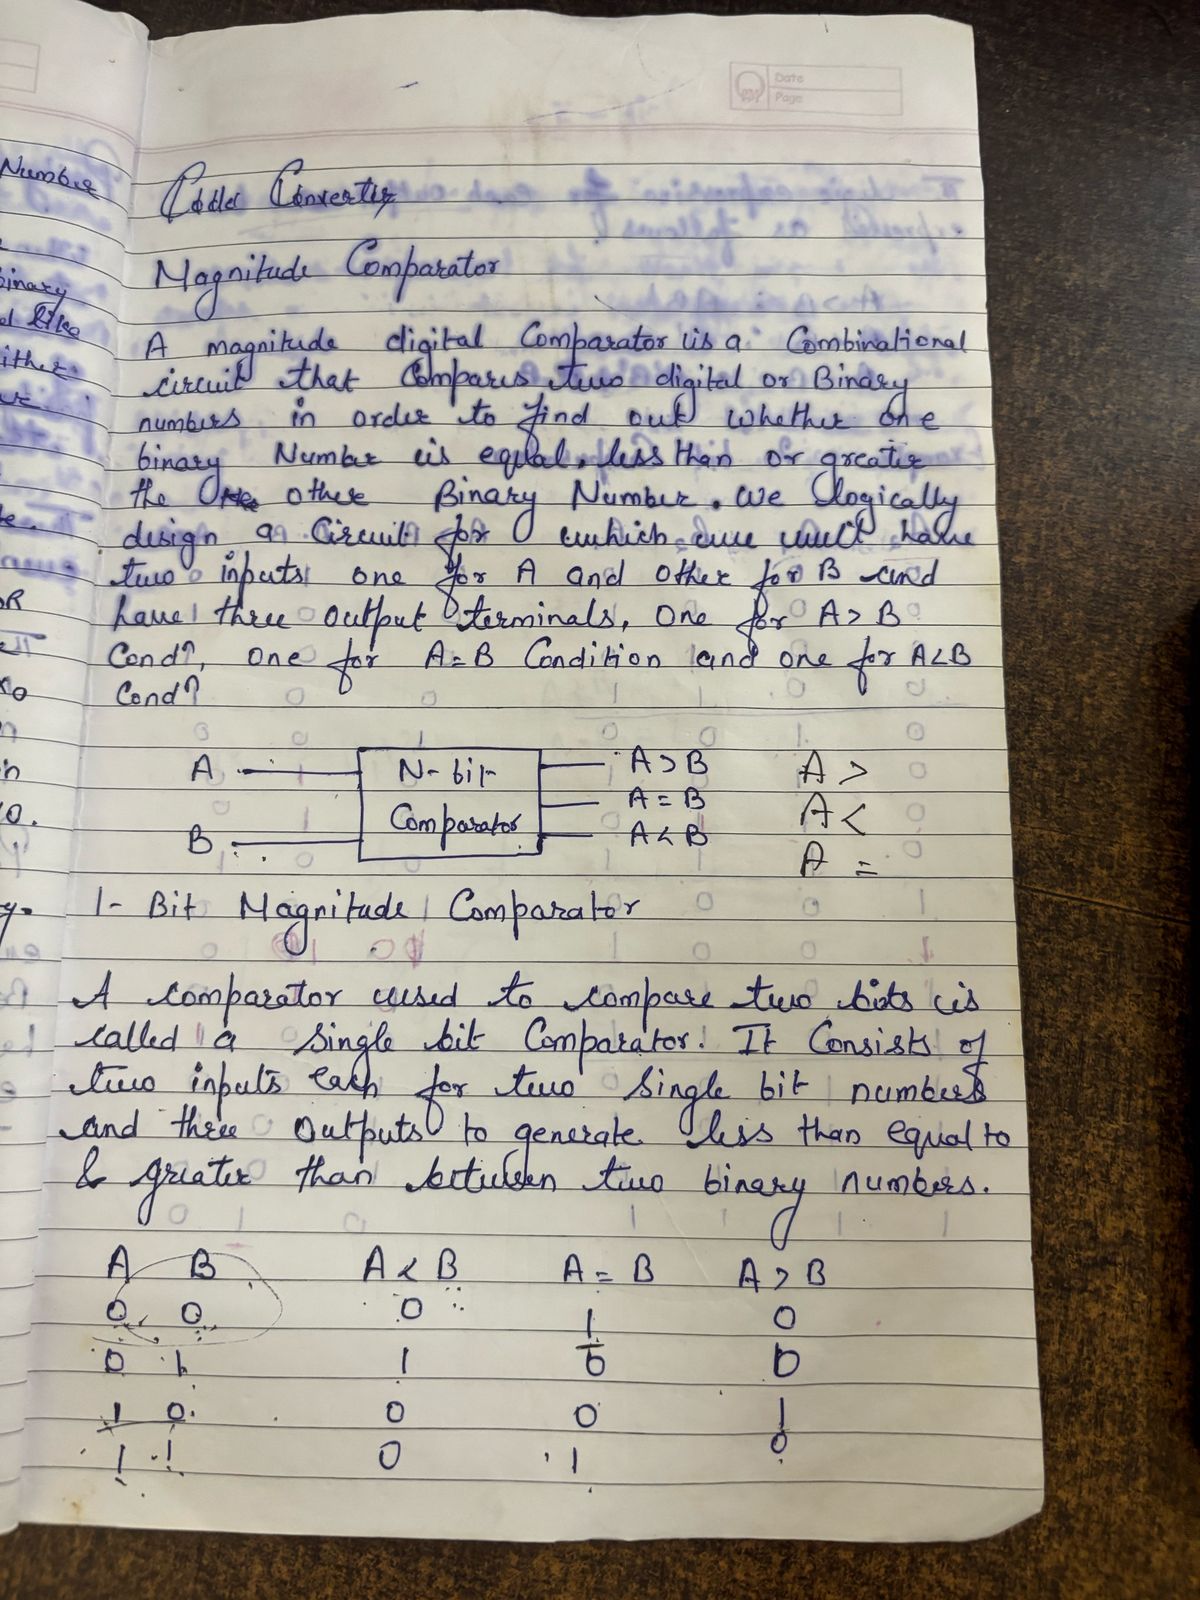 Date
Page
Number
Code Converter
Magnitude Comparator
binary
A magnitude digital Comparator is a Combinational
circuit that compares two digital or Binary
numbers in order to find out whether one
binary Number is equal, less than or greater
the other Binary Number. We logically
design a Circuit for which we will have
two inputs one for A and other for B and
have three output terminals, one for A > B
Condn, one for A = B Condition and one for A < B
Condn
A N-bit A > B A >
A = B A <
B Comparator A < B A =
1-Bit Magnitude Comparator
A comparator used to compare two bits is
called a single bit Comparator. It Consists of
two inputs each for two single bit numbers
and three outputs to generate less than equal to
& greater than between two binary numbers.
A B A < B A = B A > B
0 0 0 1 0
0 1 1 0 0
1 0 0 0 1
1 1 0 1 0